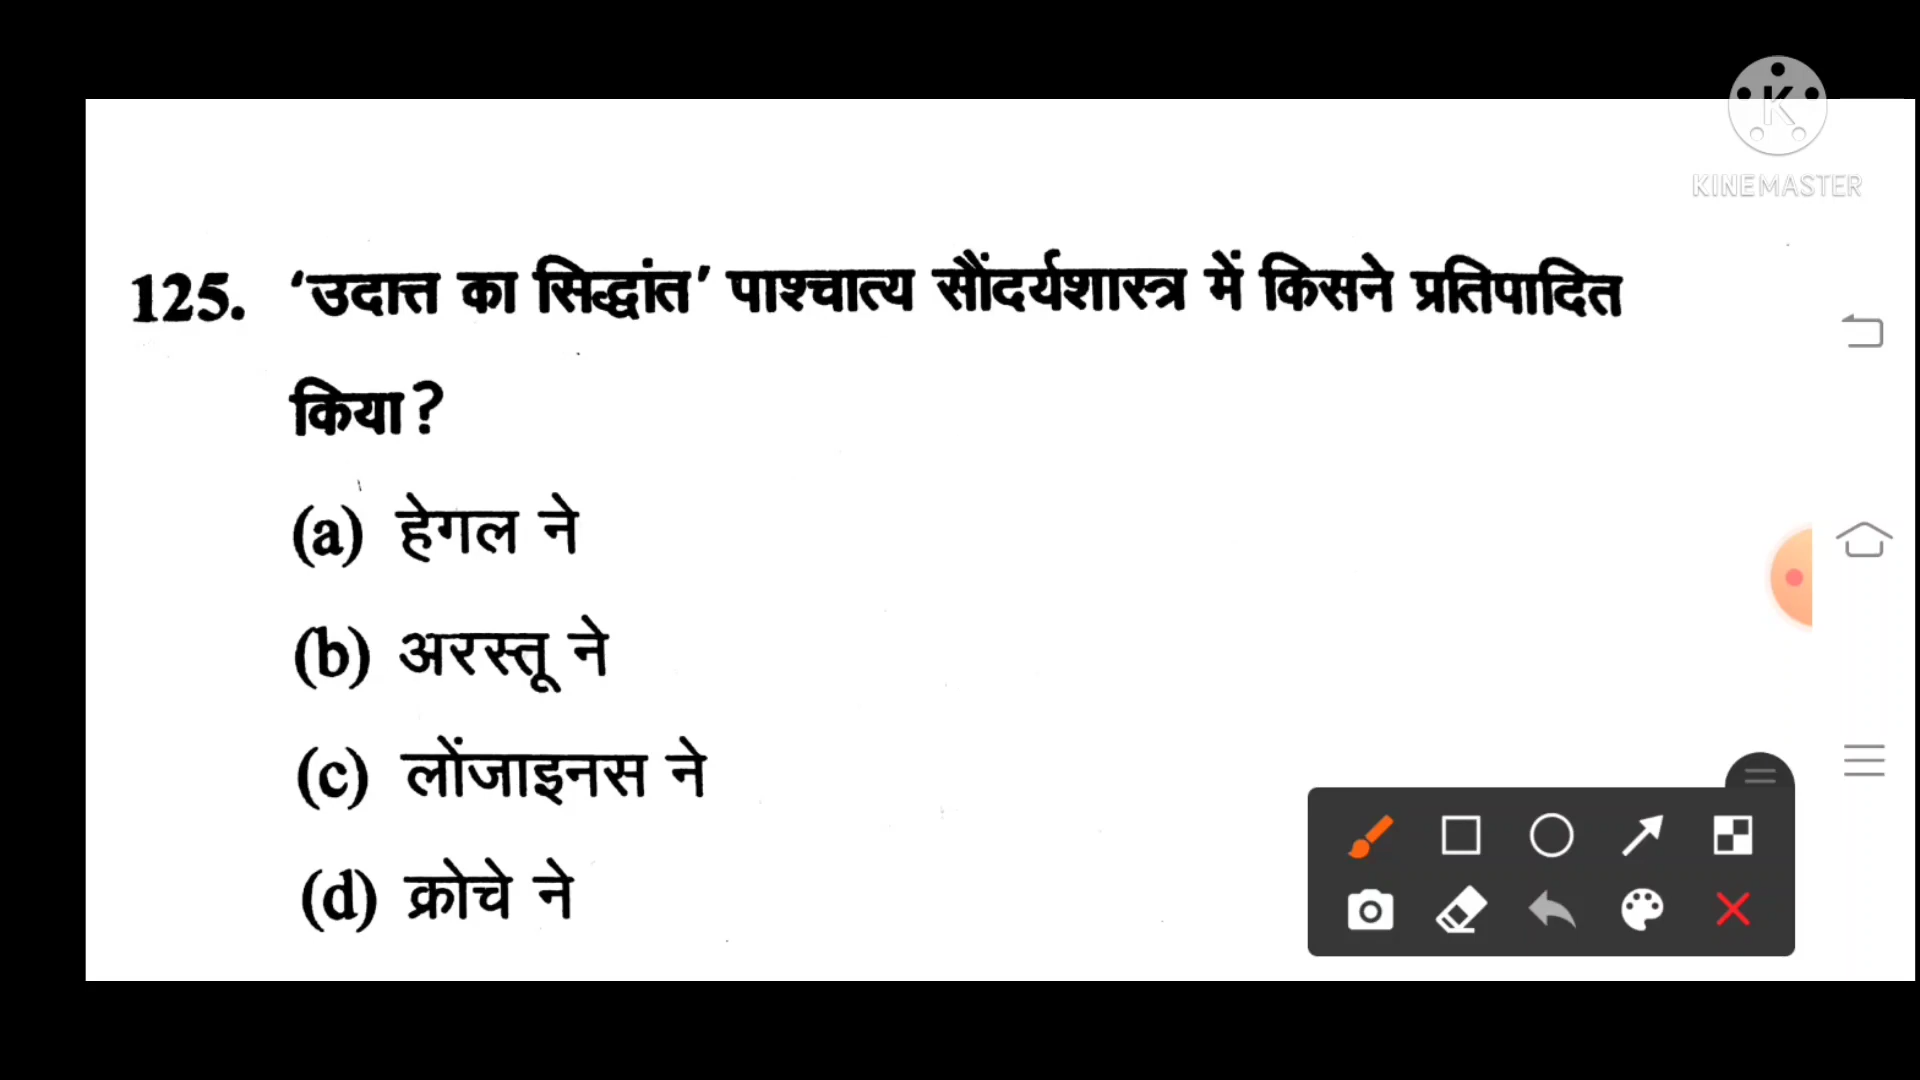 KINEMASTER
125. ‘उदात्त का सिद्धांत’ पाश्चात्य सौंदर्यशास्त्र में किसने प्रतिपादित
किया?
(a) हेगल ने
(b) अरस्तू ने
(c) लोंजाइनस ने
(d) क्रोचे ने